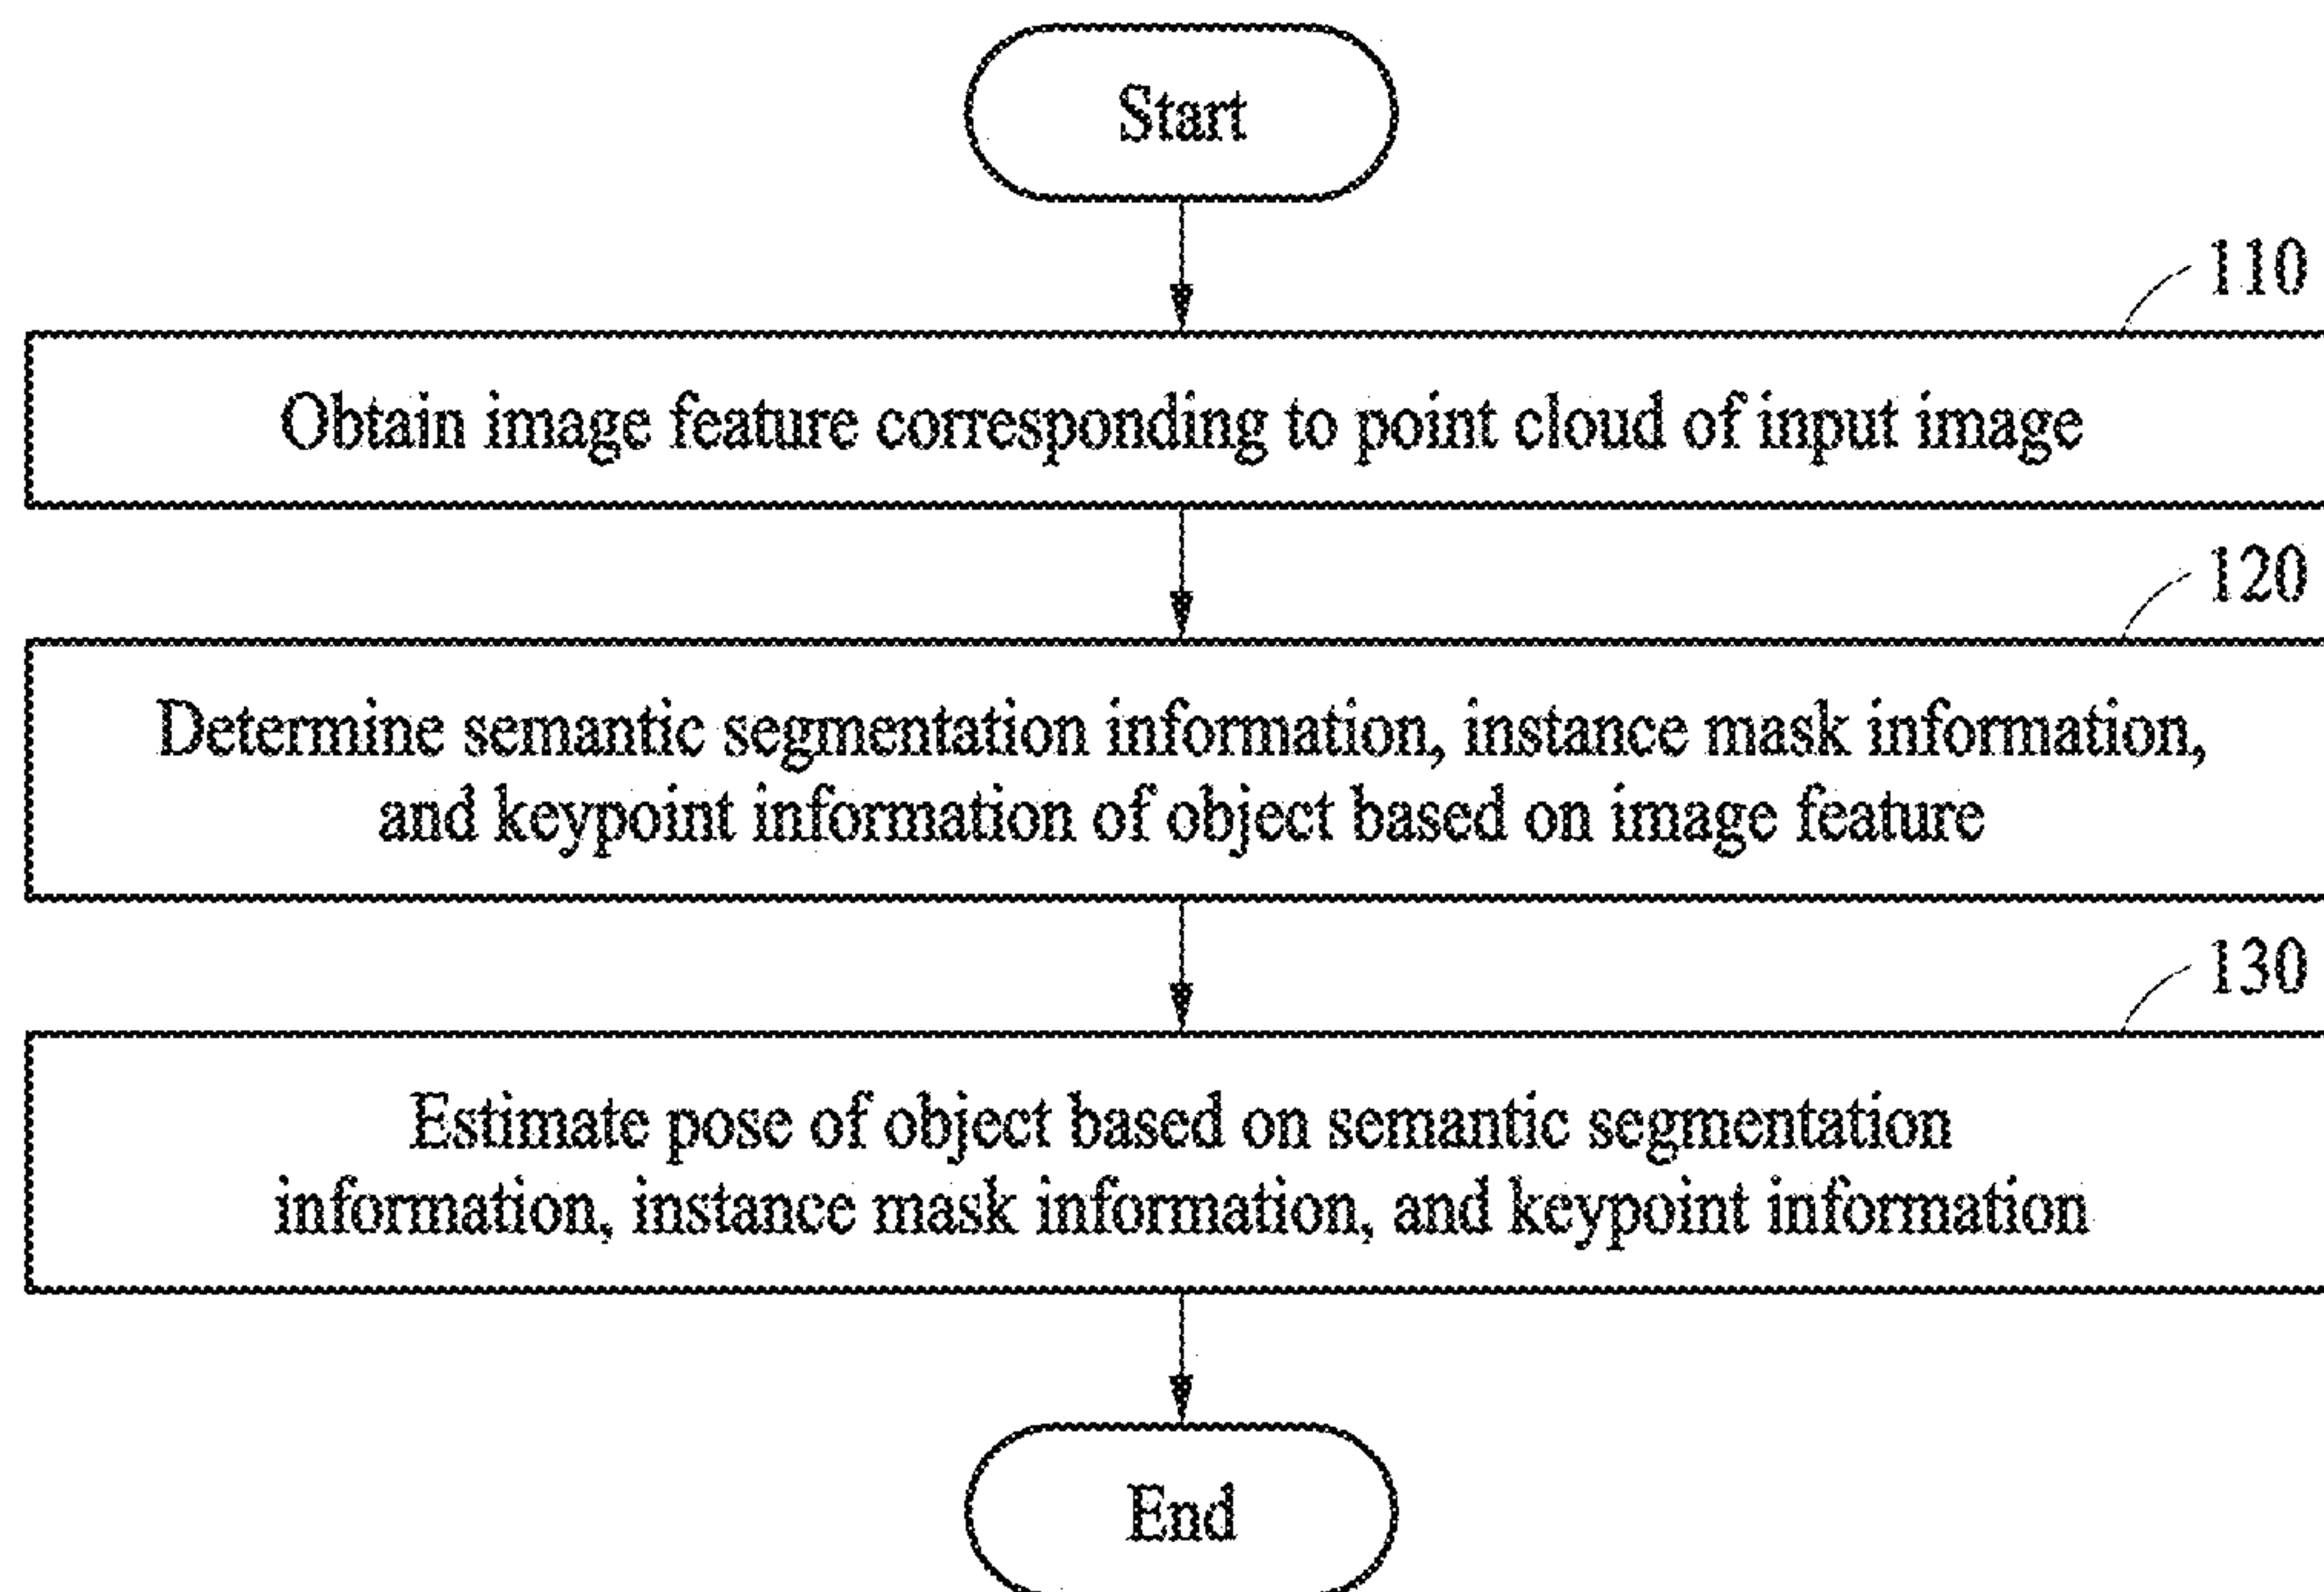 Start
110
Obtain image feature corresponding to point cloud of input image
120
Determine semantic segmentation information, instance mask information,
and keypoint information of object based on image feature
130
Estimate pose of object based on semantic segmentation
information, instance mask information, and keypoint information
End